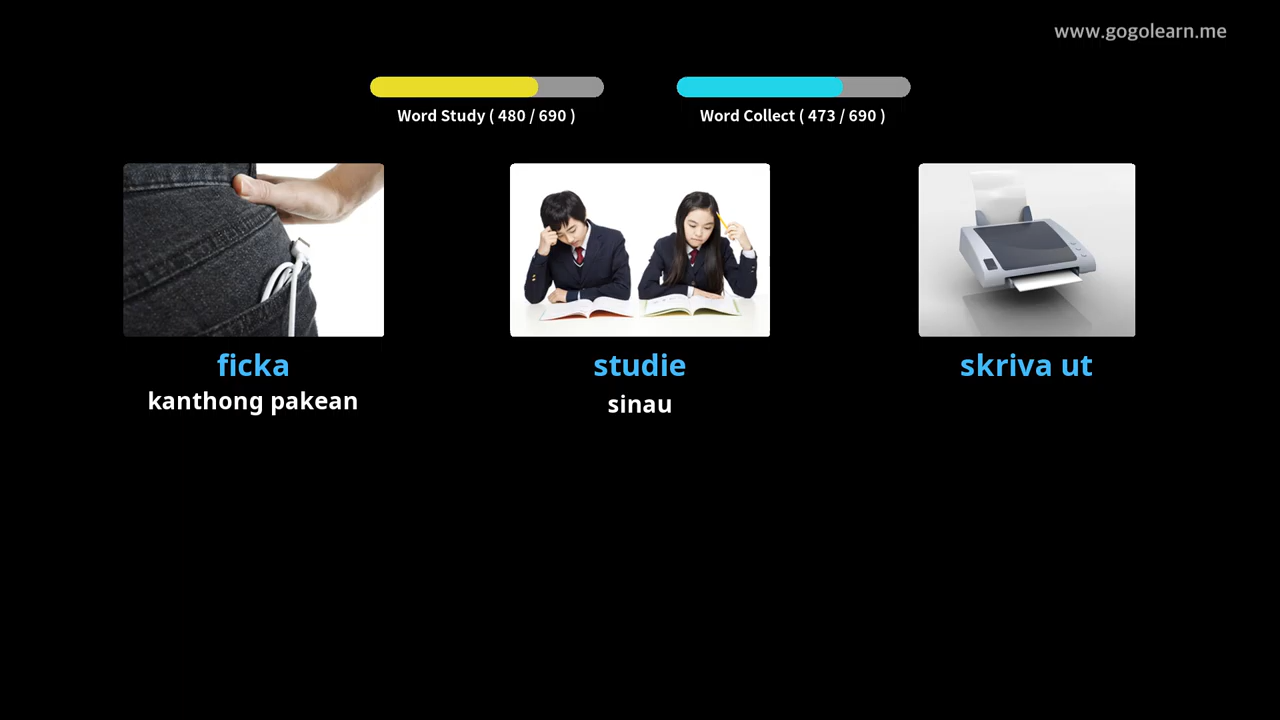 www.gogolearn.me
Word Study ( 480 / 690 )
Word Collect ( 473 / 690 )
ficka
studie
skriva ut
kanthong pakean
sinau